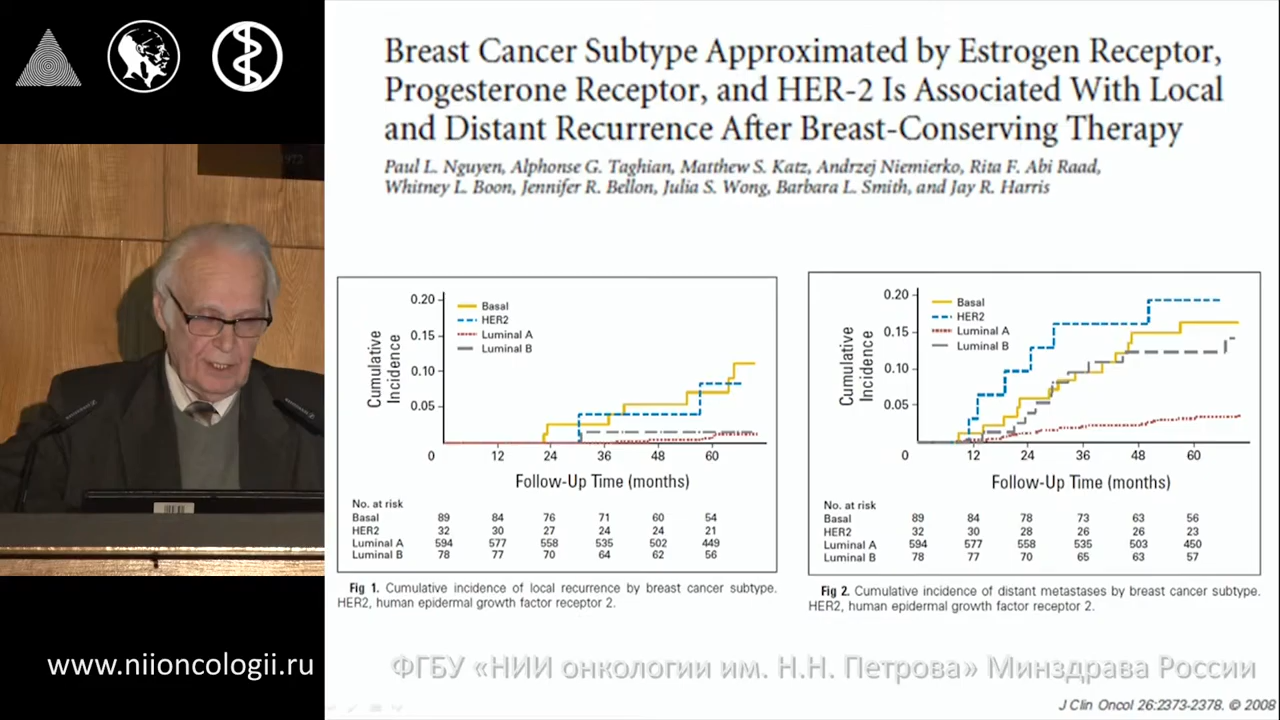 1972
www.niioncologii.ru
Breast Cancer Subtype Approximated by Estrogen Receptor,
Progesterone Receptor, and HER-2 Is Associated With Local
and Distant Recurrence After Breast-Conserving Therapy
Paul L. Nguyen, Alphonse G. Taghian, Matthew S. Katz, Andrzej Niemierko, Rita F. Abi Raad,
Whitney L. Boon, Jennifer R. Bellon, Julia S. Wong, Barbara L. Smith, and Jay R. Harris
Cumulative
Incidence
0.20
0.15
0.10
0.05
Basal
HER2
Luminal A
Luminal B
0 12 24 36 48 60
Follow-Up Time (months)
No. at risk
Basal 89 84 76 71 60 54
HER2 32 30 27 24 24 21
Luminal A 594 577 558 535 502 449
Luminal B 78 77 70 64 62 56
Fig 1. Cumulative incidence of local recurrence by breast cancer subtype.
HER2, human epidermal growth factor receptor 2.
Cumulative
Incidence
0.20
0.15
0.10
0.05
Basal
HER2
Luminal A
Luminal B
0 12 24 36 48 60
Follow-Up Time (months)
No. at risk
Basal 89 84 78 73 63 56
HER2 32 30 28 26 26 23
Luminal A 594 577 558 535 503 450
Luminal B 78 77 70 65 63 57
Fig 2. Cumulative incidence of distant metastases by breast cancer subtype.
HER2, human epidermal growth factor receptor 2.
ФГБУ «НИИ онкологии им. Н.Н. Петрова» Минздрава России
J Clin Oncol 26:2373-2378. © 2008